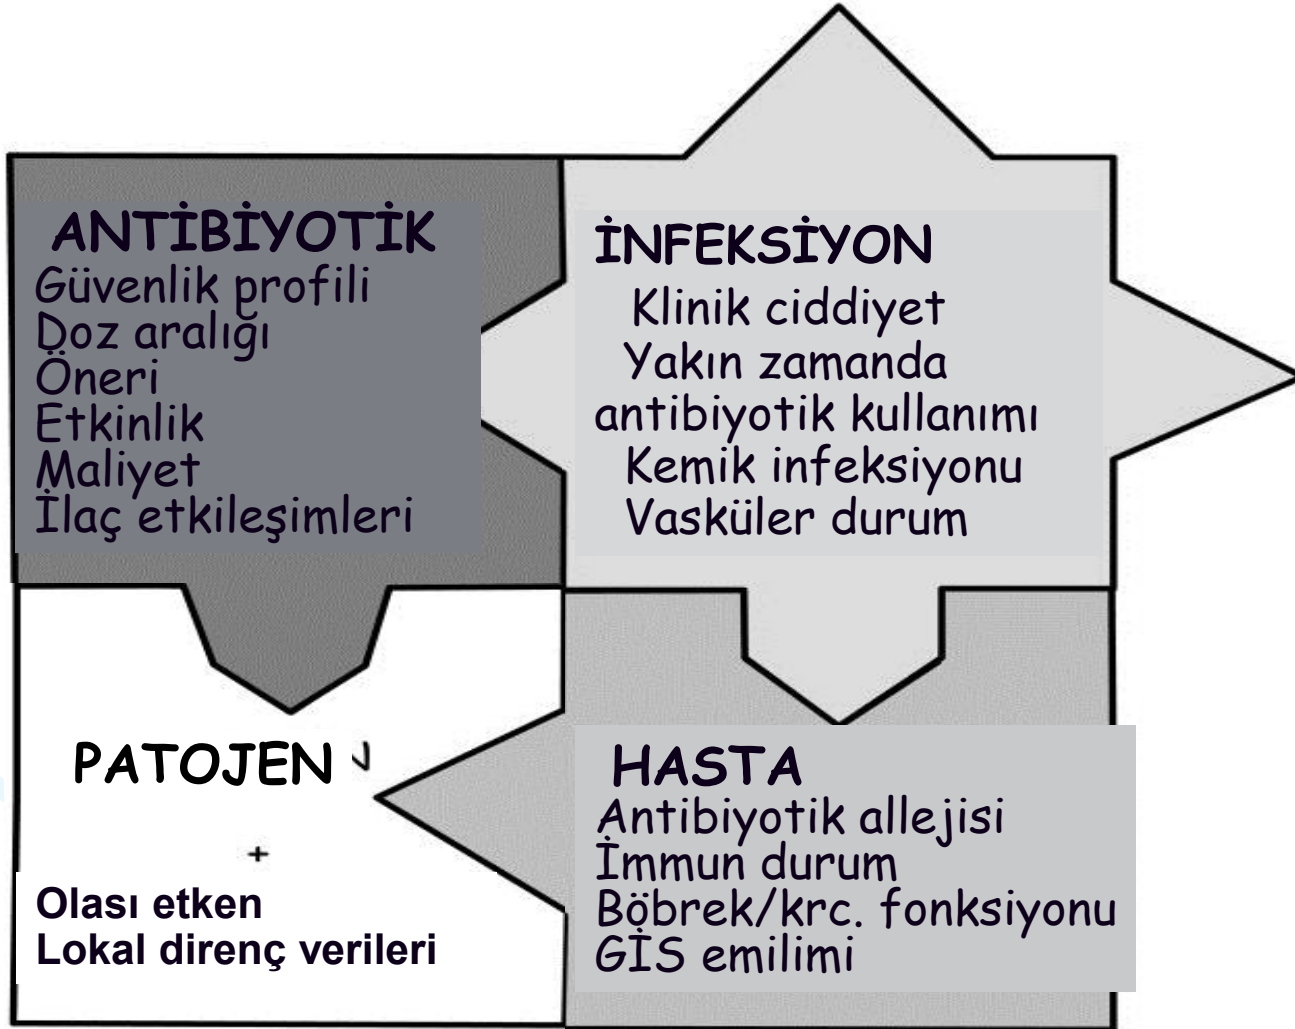 ANTİBİYOTİK
Güvenlik profili
Doz aralığı
Öneri
Etkinlik
Maliyet
İlaç etkileşimleri
İNFEKSİYON
Klinik ciddiyet
Yakın zamanda
antibiyotik kullanımı
Kemik infeksiyonu
Vasküler durum
PATOJEN
+
Olası etken
Lokal direnç verileri
HASTA
Antibiyotik allejisi
İmmun durum
Böbrek/krc. fonksiyonu
GİS emilimi